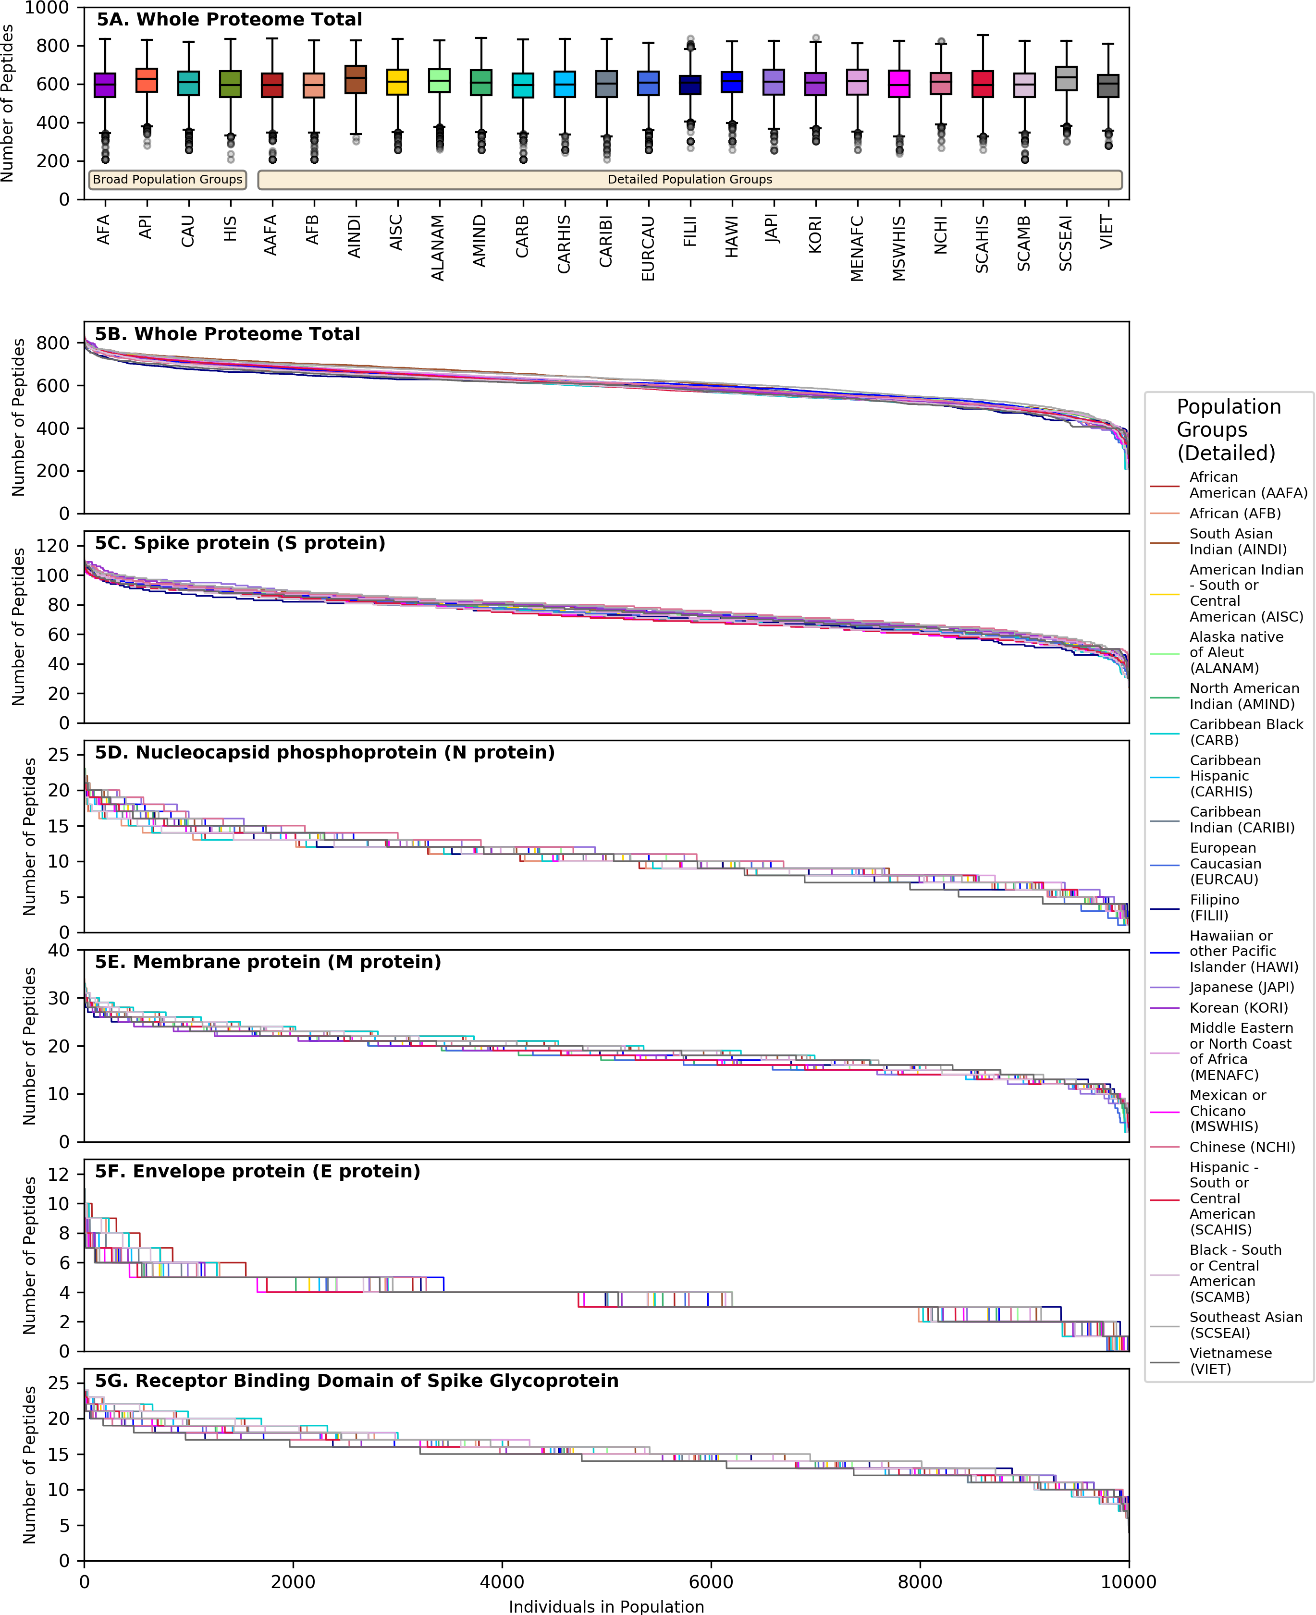 5A. Whole Proteome Total
Number of Peptides
1000
800
600
400
200
0
Broad Population Groups
Detailed Population Groups
AFA
API
CAU
HIS
AAFA
AFB
AINDI
AISC
ALANAM
AMIND
CARB
CARHIS
CARIBI
EURCAU
FILII
HAWI
JAPI
KORI
MENAFC
MSWHIS
NCHI
SCAHIS
SCAMB
SCSEAI
VIET
5B. Whole Proteome Total
Number of Peptides
800
600
400
200
0
5C. Spike protein (S protein)
Number of Peptides
120
100
80
60
40
20
0
5D. Nucleocapsid phosphoprotein (N protein)
Number of Peptides
25
20
15
10
5
0
5E. Membrane protein (M protein)
Number of Peptides
40
30
20
10
0
5F. Envelope protein (E protein)
Number of Peptides
12
10
8
6
4
2
0
5G. Receptor Binding Domain of Spike Glycoprotein
Number of Peptides
25
20
15
10
5
0
0
2000
4000
6000
8000
10000
Individuals in Population
Population
Groups
(Detailed)
African
American (AAFA)
African (AFB)
South Asian
Indian (AINDI)
American Indian
- South or
Central
American (AISC)
Alaska native
of Aleut
(ALANAM)
North American
Indian (AMIND)
Caribbean Black
(CARB)
Caribbean
Hispanic
(CARHIS)
Caribbean
Indian (CARIBI)
European
Caucasian
(EURCAU)
Filipino
(FILII)
Hawaiian or
other Pacific
Islander (HAWI)
Japanese (JAPI)
Korean (KORI)
Middle Eastern
or North Coast
of Africa
(MENAFC)
Mexican or
Chicano
(MSWHIS)
Chinese (NCHI)
Hispanic -
South or
Central
American
(SCAHIS)
Black - South
or Central
American
(SCAMB)
Southeast Asian
(SCSEAI)
Vietnamese
(VIET)